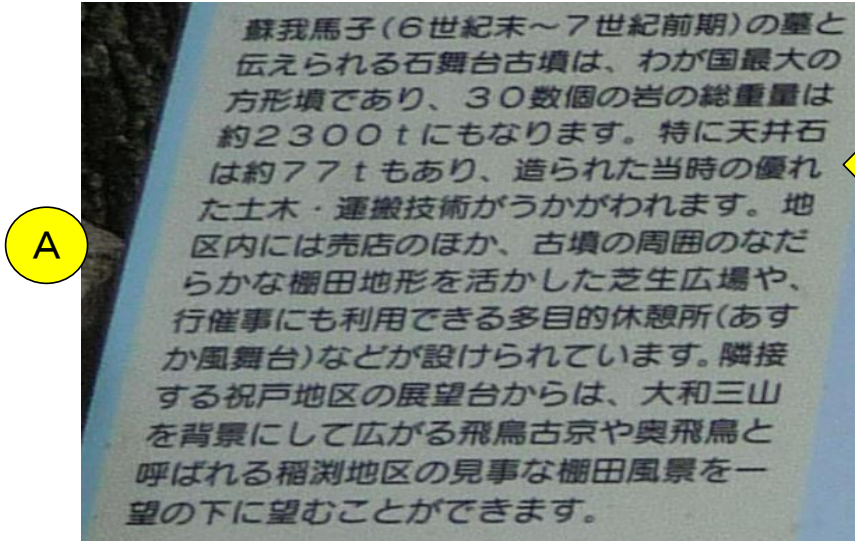 蘇我馬子(6世紀末～7世紀前期)の墓と
伝えられる石舞台古墳は、わが国最大の
方形墳であり、30数個の岩の総重量は
約2300tにもなります。特に天井石
は約77tもあり、造られた当時の優れ
た土木・運搬技術がうかがわれます。地
区内には売店のほか、古墳の周囲のなだ
らかな棚田地形を活かした芝生広場や、
行催事にも利用できる多目的休憩所(あす
か風舞台)などが設けられています。隣接
する祝戸地区の展望台からは、大和三山
を背景にして広がる飛鳥古京や奥飛鳥と
呼ばれる稲渕地区の見事な棚田風景を一
望の下に望むことができます。
A